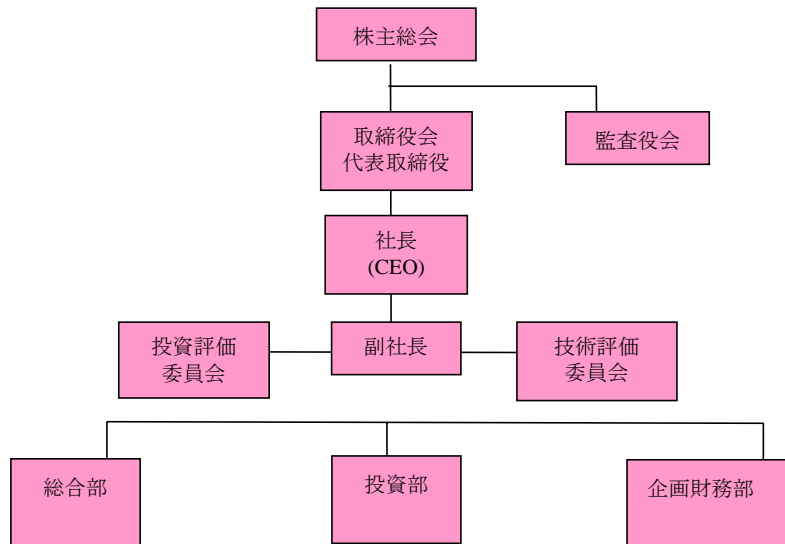 株主総会
取締役会
代表取締役
監査役会
社長
(CEO)
投資評価
委員会
副社長
技術評価
委員会
総合部
投資部
企画財務部